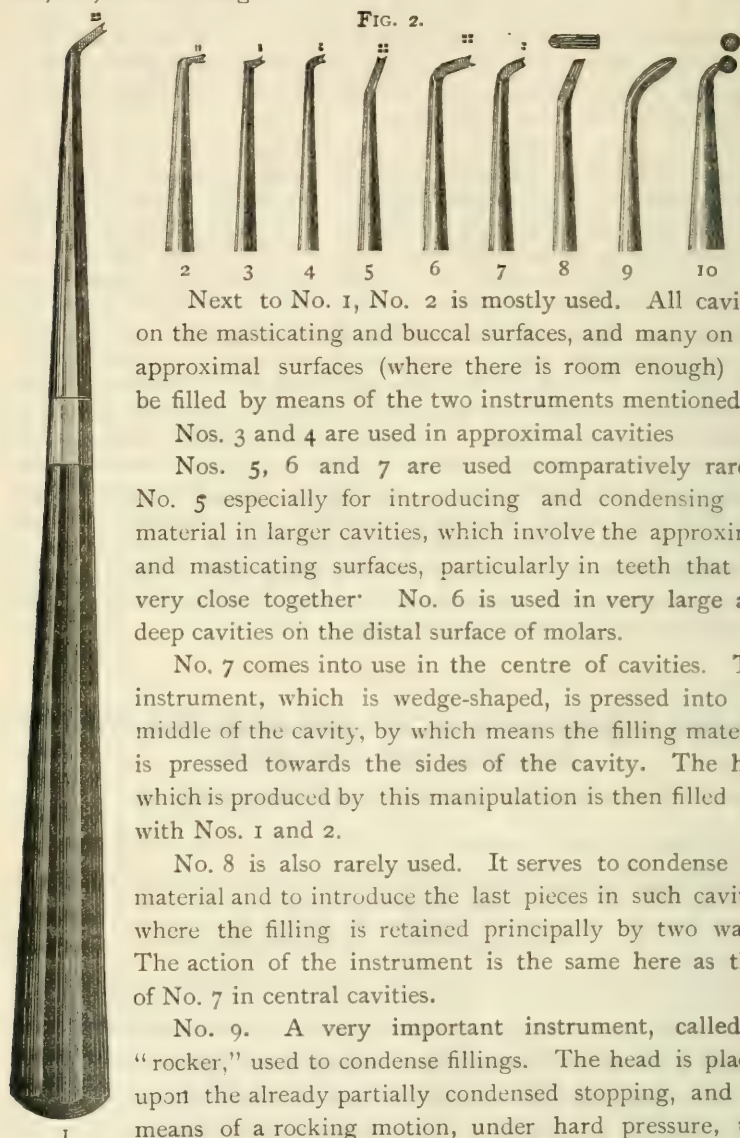 FIG. 2.
2 3 4 5 6 7 8 9 10
Next to No. 1, No. 2 is mostly used. All cavi
on the masticating and buccal surfaces, and many on
approximal surfaces (where there is room enough)
be filled by means of the two instruments mentioned
Nos. 3 and 4 are used in approximal cavities
Nos. 5, 6 and 7 are used comparatively rare
No. 5 especially for introducing and condensing
material in larger cavities, which involve the approxi
and masticating surfaces, particularly in teeth that
very close together· No. 6 is used in very large a
deep cavities on the distal surface of molars.
No. 7 comes into use in the centre of cavities. T
instrument, which is wedge-shaped, is pressed into
middle of the cavity, by which means the filling mate
is pressed towards the sides of the cavity. The h
which is produced by this manipulation is then filled
with Nos. 1 and 2.
No. 8 is also rarely used. It serves to condense
material and to introduce the last pieces in such cavi
where the filling is retained principally by two wa
The action of the instrument is the same here as t
of No. 7 in central cavities.
No. 9. A very important instrument, called
"rocker," used to condense fillings. The head is pla
upon the already partially condensed stopping, and
1
means of a rocking motion, under hard pressure,